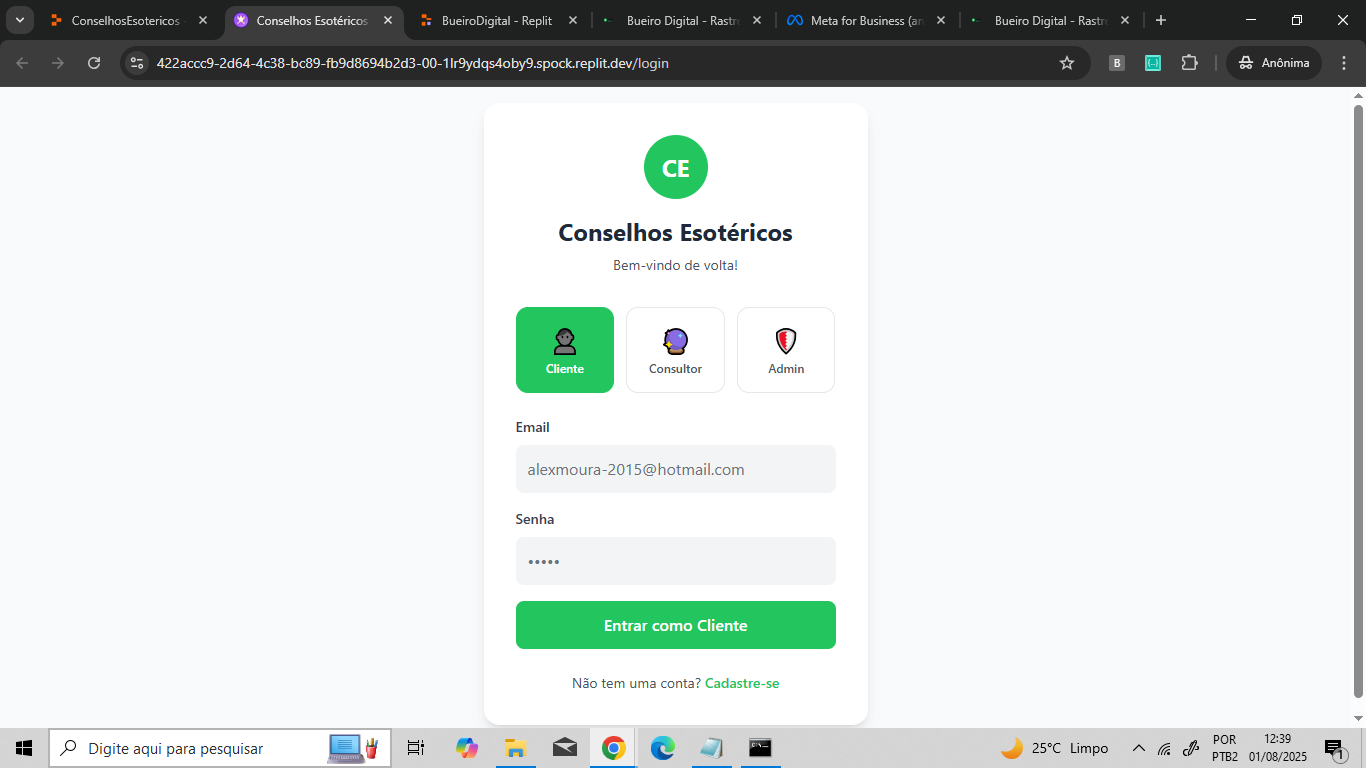 ConselhosEsotericos
Conselhos Esotéricos
BueiroDigital - Replit
Bueiro Digital - Rastre
Meta for Business (an
Bueiro Digital - Rastre
422accc9-2d64-4c38-bc89-fb9d8694b2d3-00-1lr9ydqs4oby9.spock.replit.dev/login
B
Anônima
CE
Conselhos Esotéricos
Bem-vindo de volta!
Cliente
Consultor
Admin
Email
alexmoura-2015@hotmail.com
Senha
•••••
Entrar como Cliente
Não tem uma conta? Cadastre-se
Digite aqui para pesquisar
25°C Limpo
POR
PTB2
12:39
01/08/2025
1